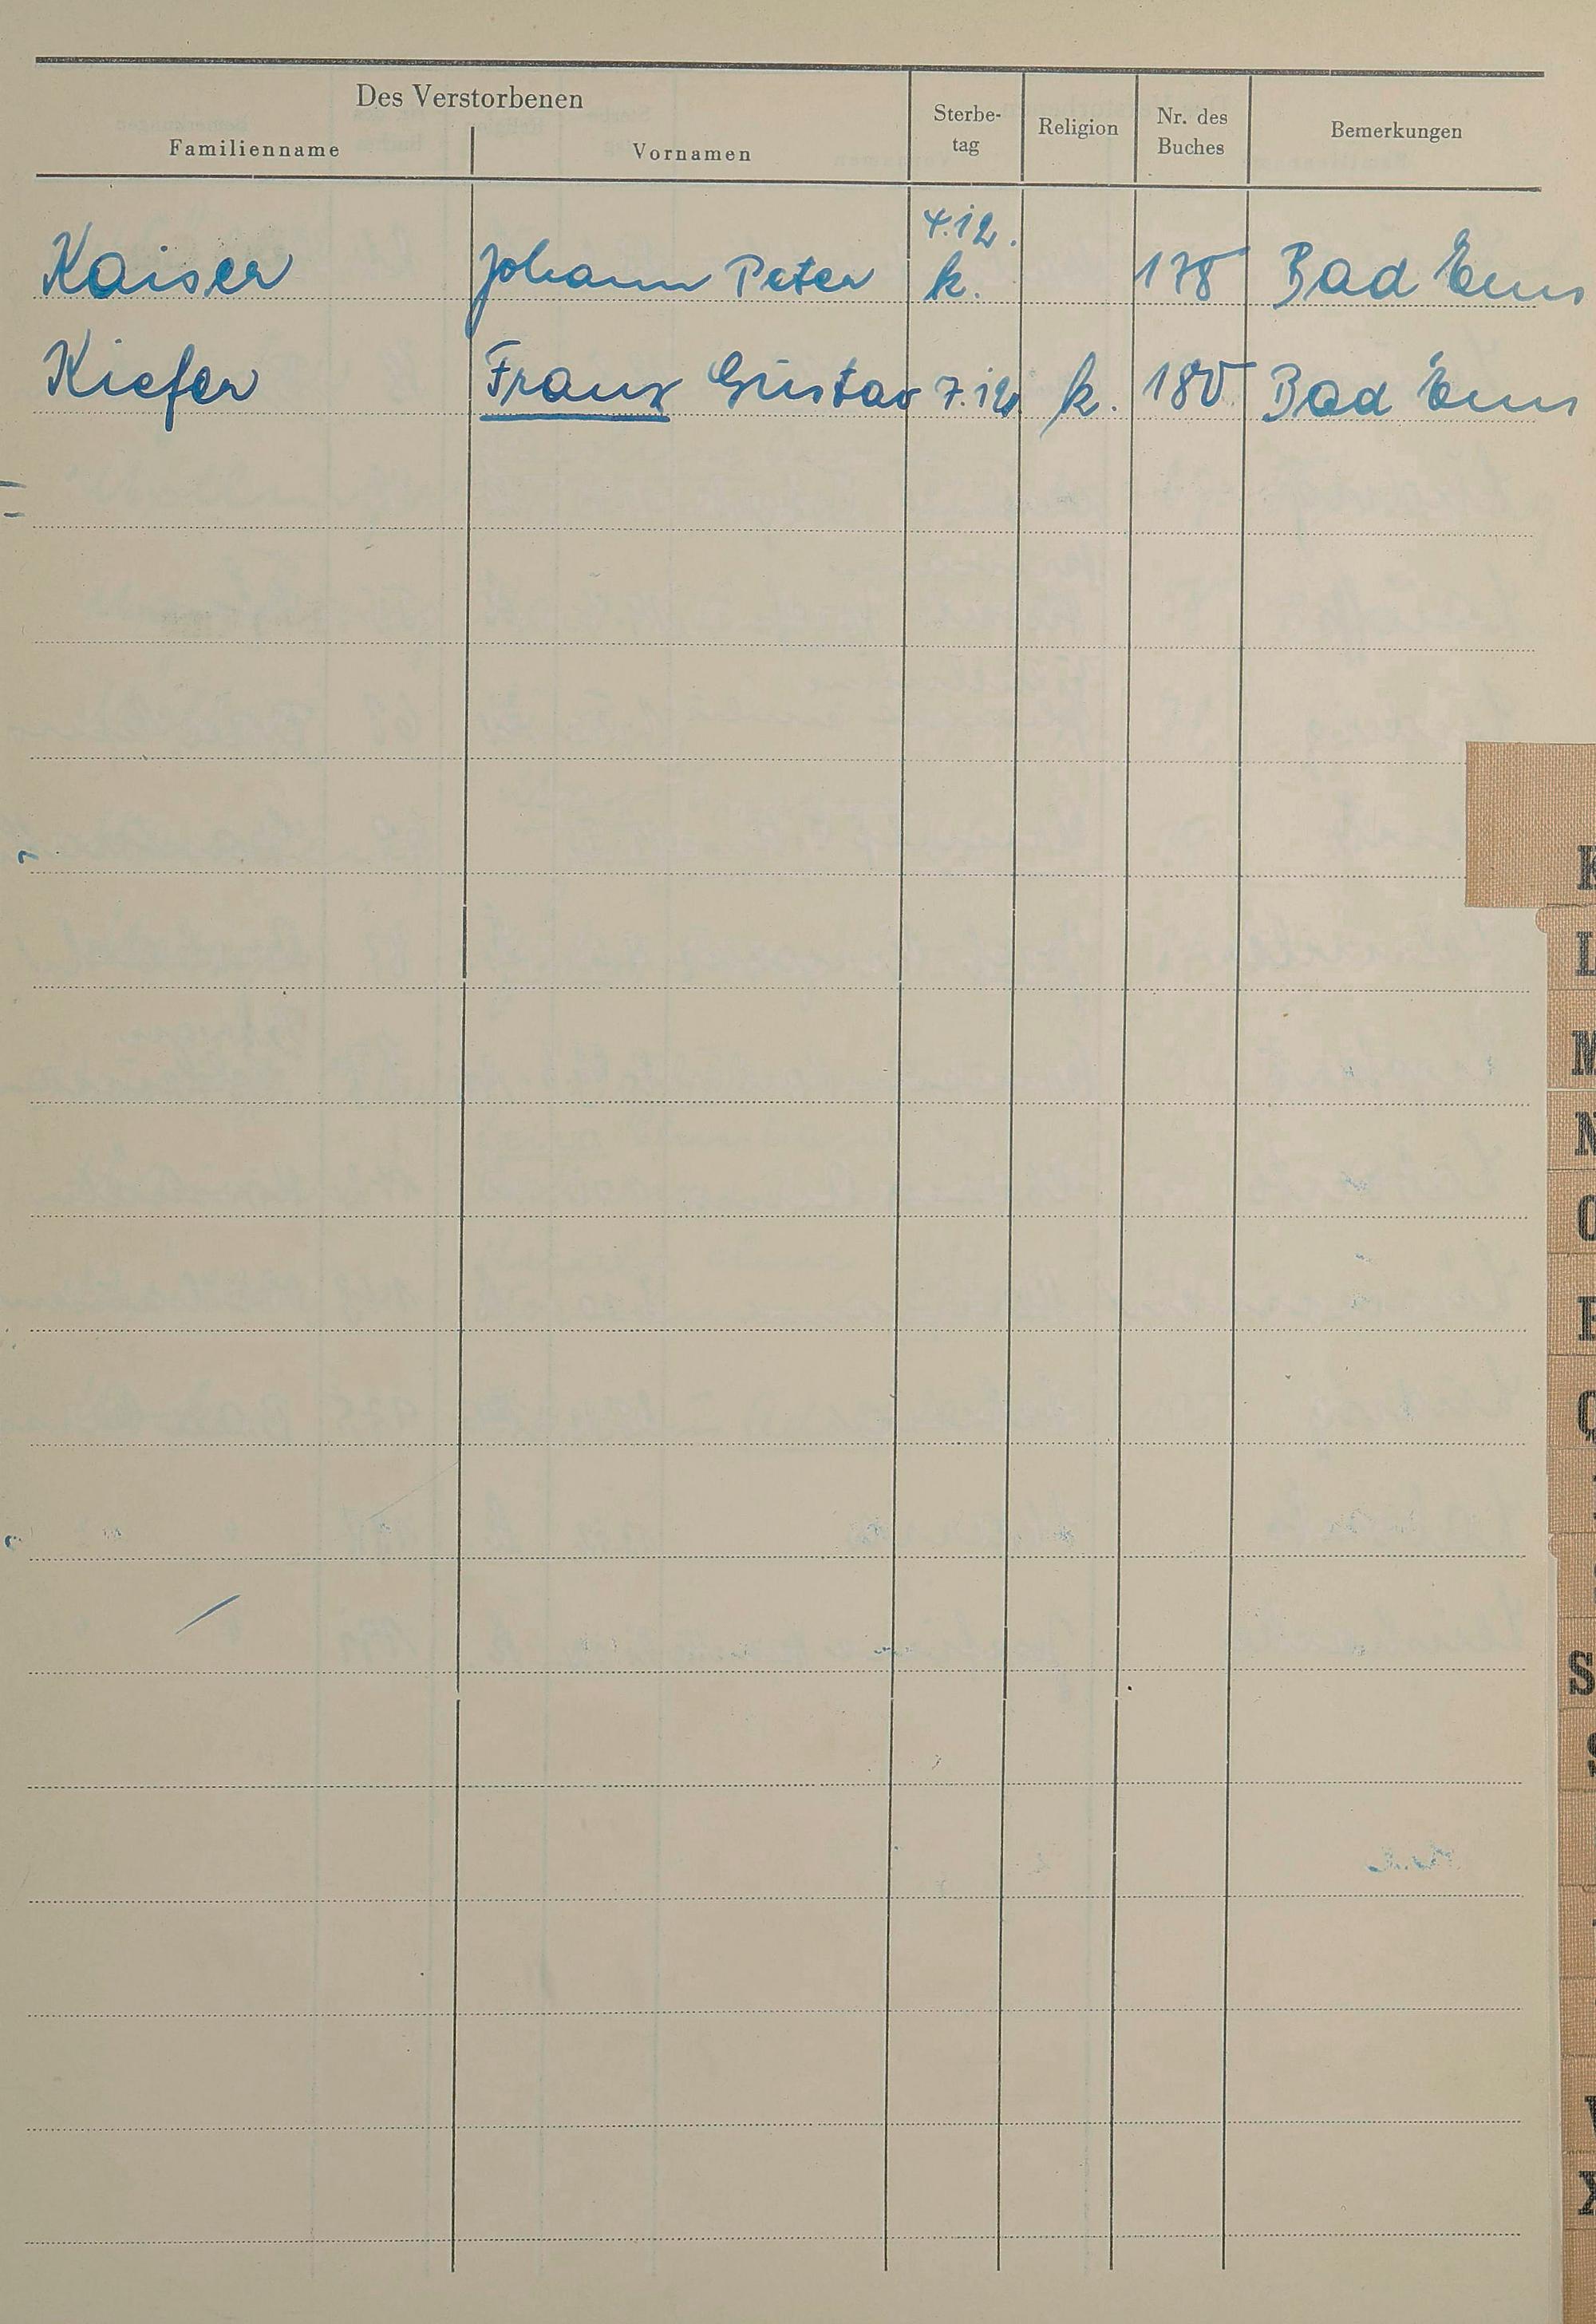 Des Verstorbenen
Familienname Vornamen Sterbe-tag Religion Nr. des Buches Bemerkungen
4.12.
Kaiser Johann Peter k. 178 Bad Ems
Kiefer Franz Gustav 7.12. k. 180 Bad Ems
K
L
M
N
O
S